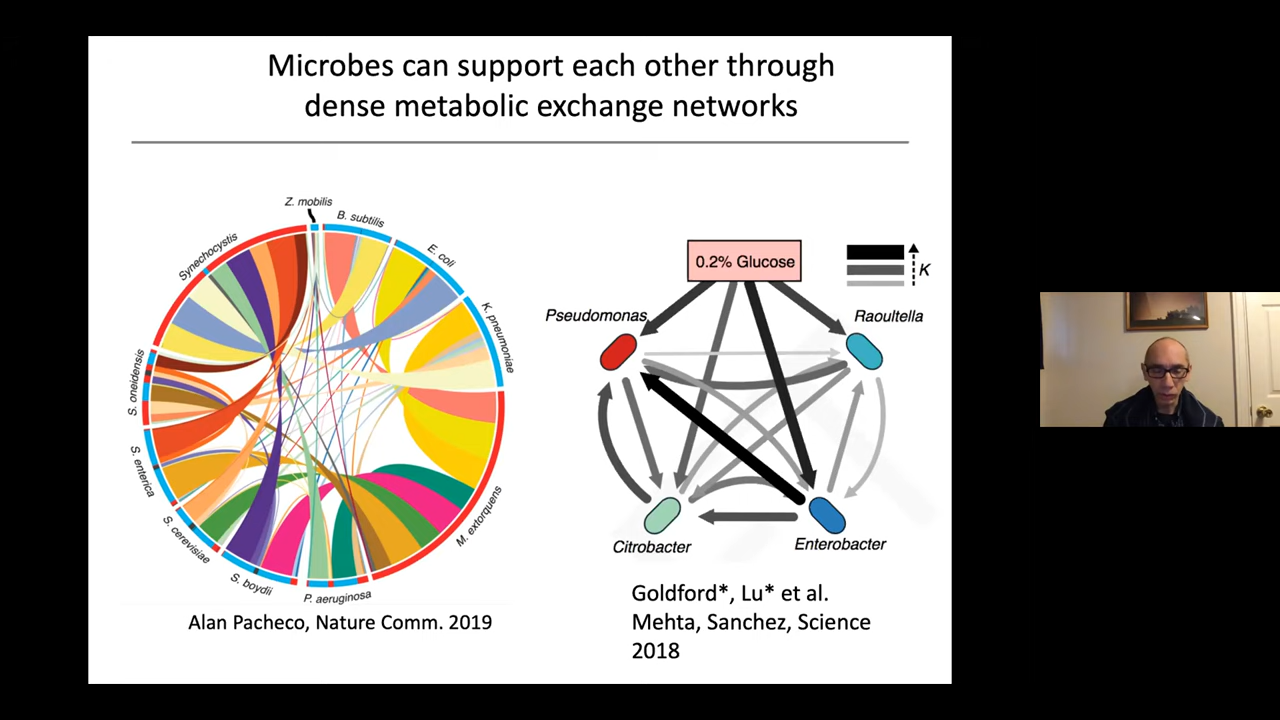 Microbes can support each other through
dense metabolic exchange networks
Z. mobilis
B. subtilis
E. coli
K. pneumoniae
M. extorquens
P. aeruginosa
S. boydii
S. cerevisiae
S. enterica
S. oneidensis
Synechocystis
Alan Pacheco, Nature Comm. 2019
0.2% Glucose
K
Pseudomonas
Raoultella
Citrobacter
Enterobacter
Goldford*, Lu* et al.
Mehta, Sanchez, Science
2018